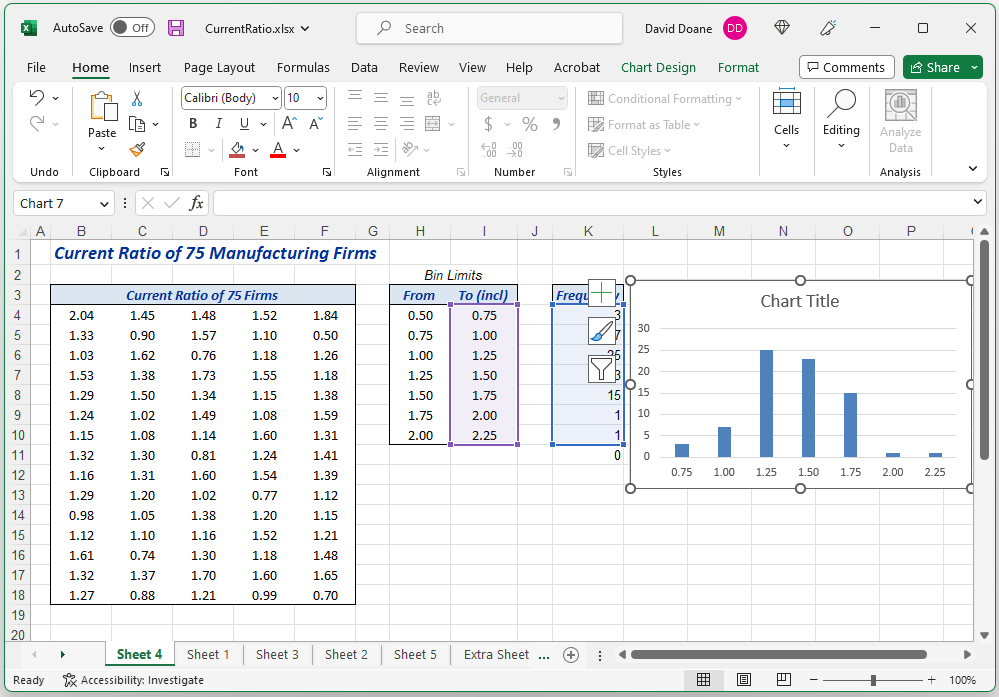 AutoSave Off CurrentRatio.xlsx Search David Doane DD
File Home Insert Page Layout Formulas Data Review View Help Acrobat Chart Design Format Comments Share
Calibri (Body) 10 General Conditional Formatting
Paste B I U A A $ % 9 Format as Table Cells Editing Analyze Data
A Cell Styles
Undo Clipboard Font Alignment Number Styles Analysis
Chart 7 fx
A B C D E F G H I J K L M N O P
1 Current Ratio of 75 Manufacturing Firms
2 Bin Limits
3 Current Ratio of 75 Firms From To (incl) Frequ y
4 2.04 1.45 1.48 1.52 1.84 0.50 0.75 3
5 1.33 0.90 1.57 1.10 0.50 0.75 1.00 7
6 1.03 1.62 0.76 1.18 1.26 1.00 1.25 25
7 1.53 1.38 1.73 1.55 1.18 1.25 1.50 3
8 1.29 1.50 1.34 1.15 1.38 1.50 1.75 15
9 1.24 1.02 1.49 1.08 1.59 1.75 2.00 1
10 1.15 1.08 1.14 1.60 1.31 2.00 2.25 1
11 1.32 1.30 0.81 1.24 1.41 0
12 1.16 1.31 1.60 1.54 1.39
13 1.29 1.20 1.02 0.77 1.12
14 0.98 1.05 1.38 1.20 1.15
15 1.12 1.10 1.16 1.52 1.21
16 1.61 0.74 1.30 1.18 1.48
17 1.32 1.37 1.70 1.60 1.65
18 1.27 0.88 1.21 0.99 0.70
19
20
Chart Title
30
25
20
15
10
5
0
0.75 1.00 1.25 1.50 1.75 2.00 2.25
Sheet 4 Sheet 1 Sheet 3 Sheet 2 Sheet 5 Extra Sheet ...
Ready Accessibility: Investigate 100%